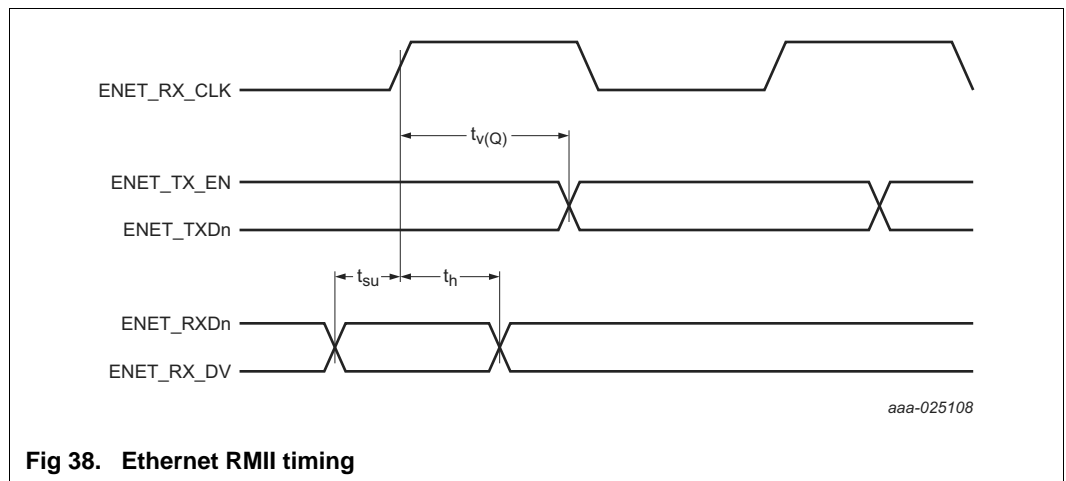 ENET_RX_CLK
tv(Q)
ENET_TX_EN
ENET_TXDn
tsu
th
ENET_RXDn
ENET_RX_DV
aaa-025108
Fig 38. Ethernet RMII timing